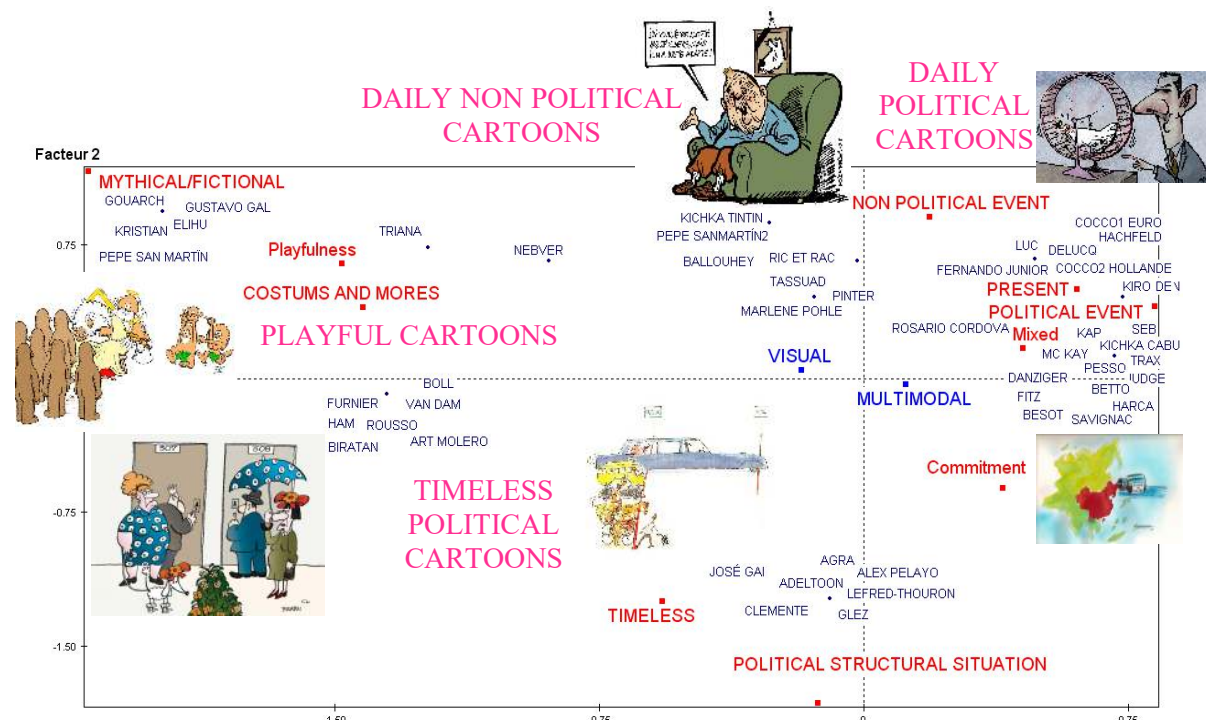 DAILY NON POLITICAL
CARTOONS
DAILY
POLITICAL
CARTOONS
Facteur 2
MYTHICAL/FICTIONAL
GOUARCH
GUSTAVO GAL
KRISTIAN
ELIHU
PEPE SAN MARTÏN
0.75
Playfulness
TRIANA
NEBVER
COSTUMS AND MORES
PLAYFUL CARTOONS
KICHKA TINTIN
PEPE SANMARTÍN2
BALLOUHEY
RIC ET RAC
TASSUAD
PINTER
MARLENE POHLE
NON POLITICAL EVENT
COCCO1 EURO
HACHFELD
LUC
DELUCQ
FERNANDO JUNIOR
COCCO2 HOLLANDE
PRESENT
KIRO DEN
POLITICAL EVENT
ROSARIO CORDOVA
Mixed
KAP
SEB
KICHKA CABU
MC KAY
TRAX
PESSO
VISUAL
DANZIGER
UDGE
MULTIMODAL
BETTO
FITZ
HARCA
BESOT
SAVIGNAC
BOLL
FURNIER
VAN DAM
HAM
ROUSSO
BIRATAN
ART MOLERO
507
508
Commitment
TIMELESS
POLITICAL
CARTOONS
-0.75
AGRA
JOSÉ GAI
ALEX PELAYO
ADELTOON
LEFRED-THOURON
CLEMENTE
GLEZ
TIMELESS
-1.50
POLITICAL STRUCTURAL SITUATION
-1.50
-0.75
0
0.75